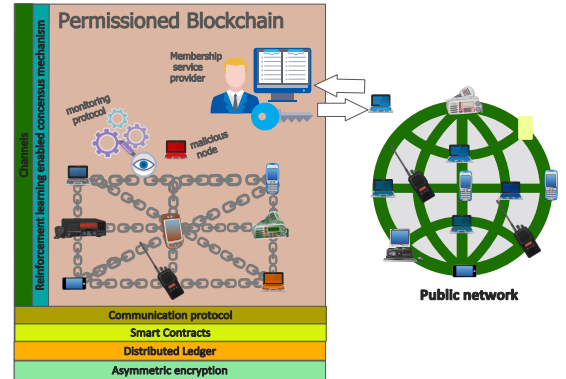 Permissioned Blockchain
Channels
Reinforcement learning enabled concensus mechanism
Membership
service
provider
monitoring
protocol
malicious
node
Public network
Communication protocol
Smart Contracts
Distributed Ledger
Asymmetric encryption